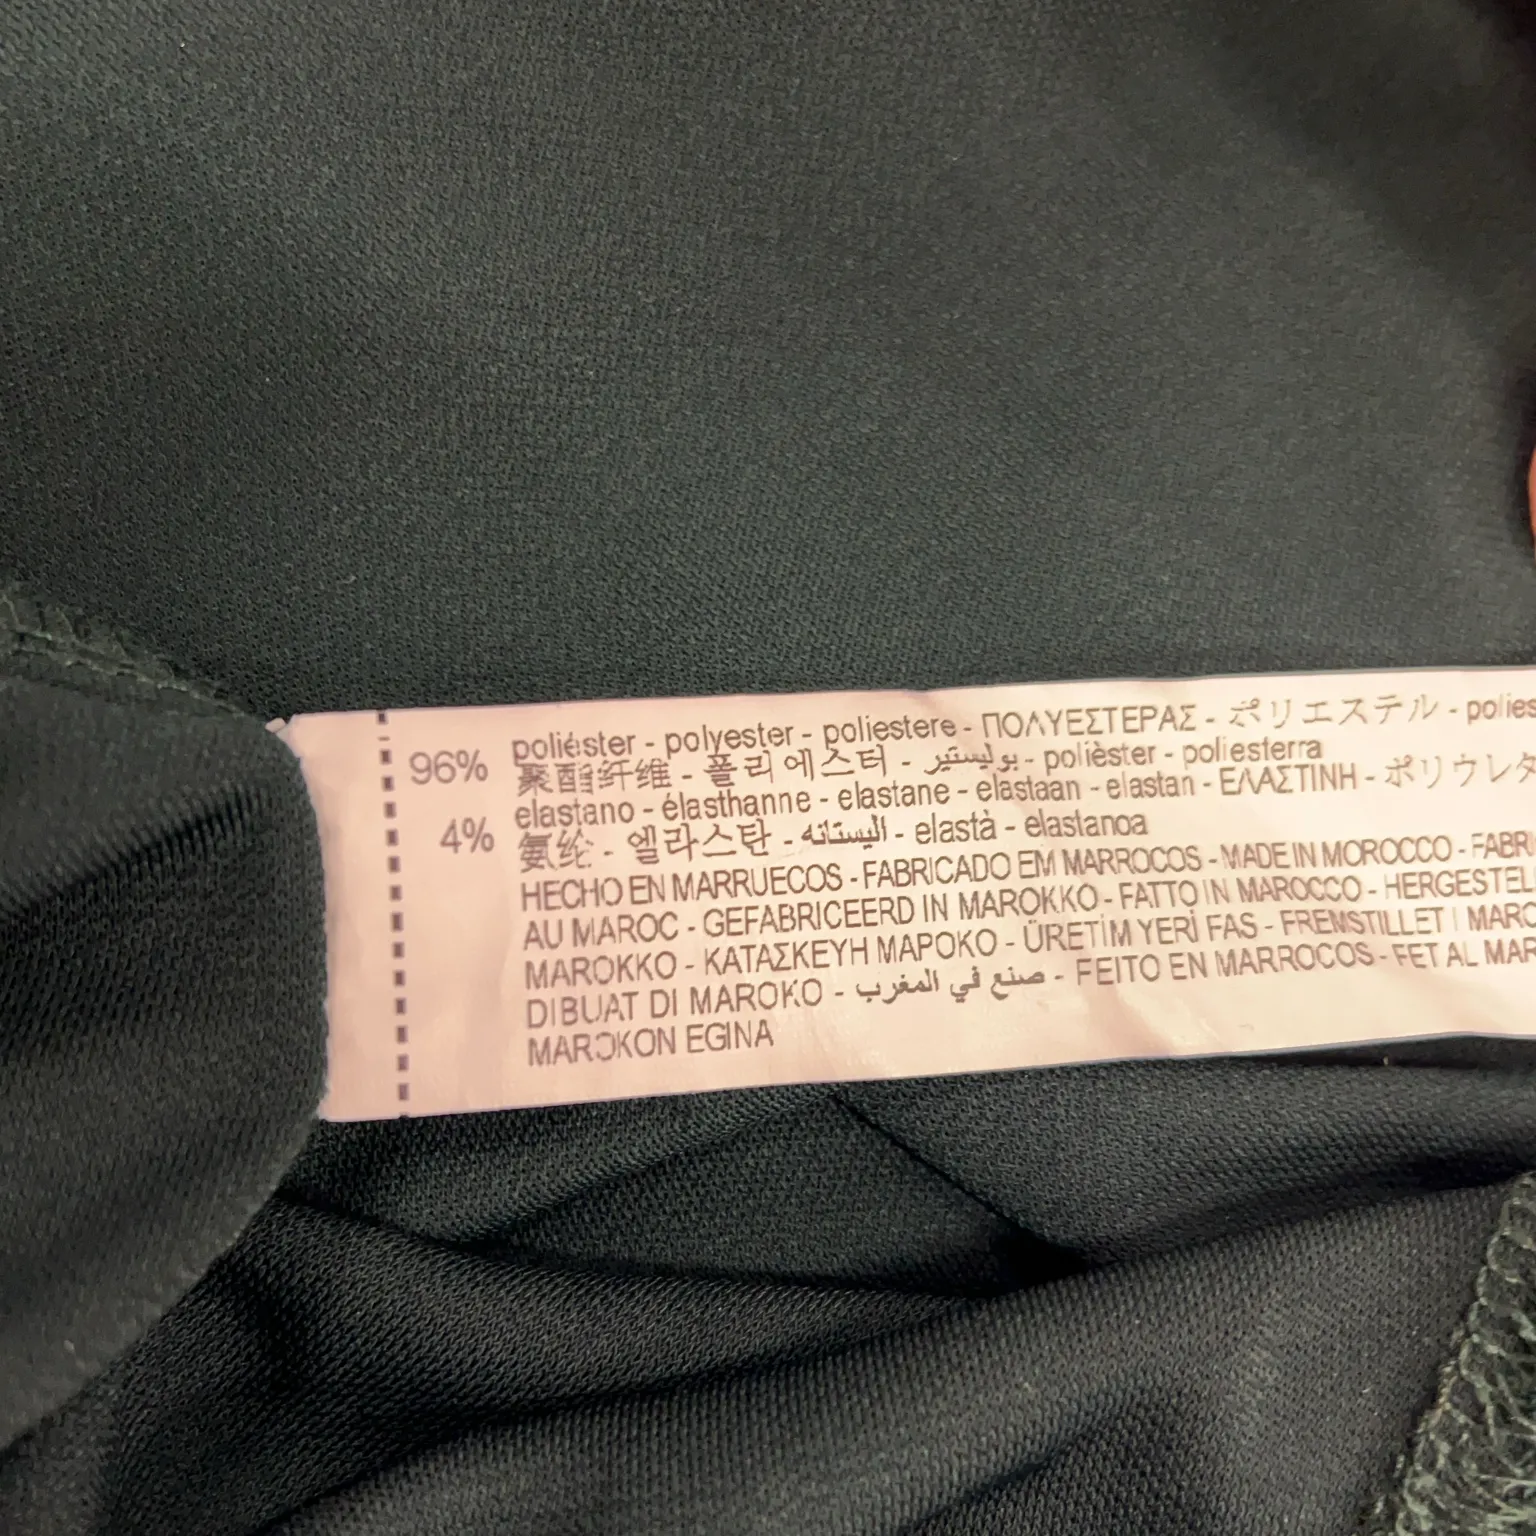 96% poliéster - polyester - poliestere - ΠΟΛΥΕΣΤΕΡΑΣ - ポリエステル - polies
聚酯纤维 - 폴리에스터 - بوليستير - polièster - poliesterra
4% elastano - élasthanne - elastane - elastaan - elastan - ΕΛΑΣΤΙΝΗ - ポリウレタ
氨纶 - 엘라스탄 - اليستانه - elastà - elastanoa
HECHO EN MARRUECOS - FABRICADO EM MARROCOS - MADE IN MOROCCO - FABRI
AU MAROC - GEFABRICEERD IN MAROKKO - FATTO IN MAROCCO - HERGESTEL
MAROKKO - ΚΑΤΑΣΚΕΥΗ ΜΑΡΟΚΟ - ÜRETİM YERİ FAS - FREMSTILLET I MARO
DIBUAT DI MAROKO - صنع في المغرب - FEITO EN MARROCOS - FET AL MAR
MAROKON EGINA